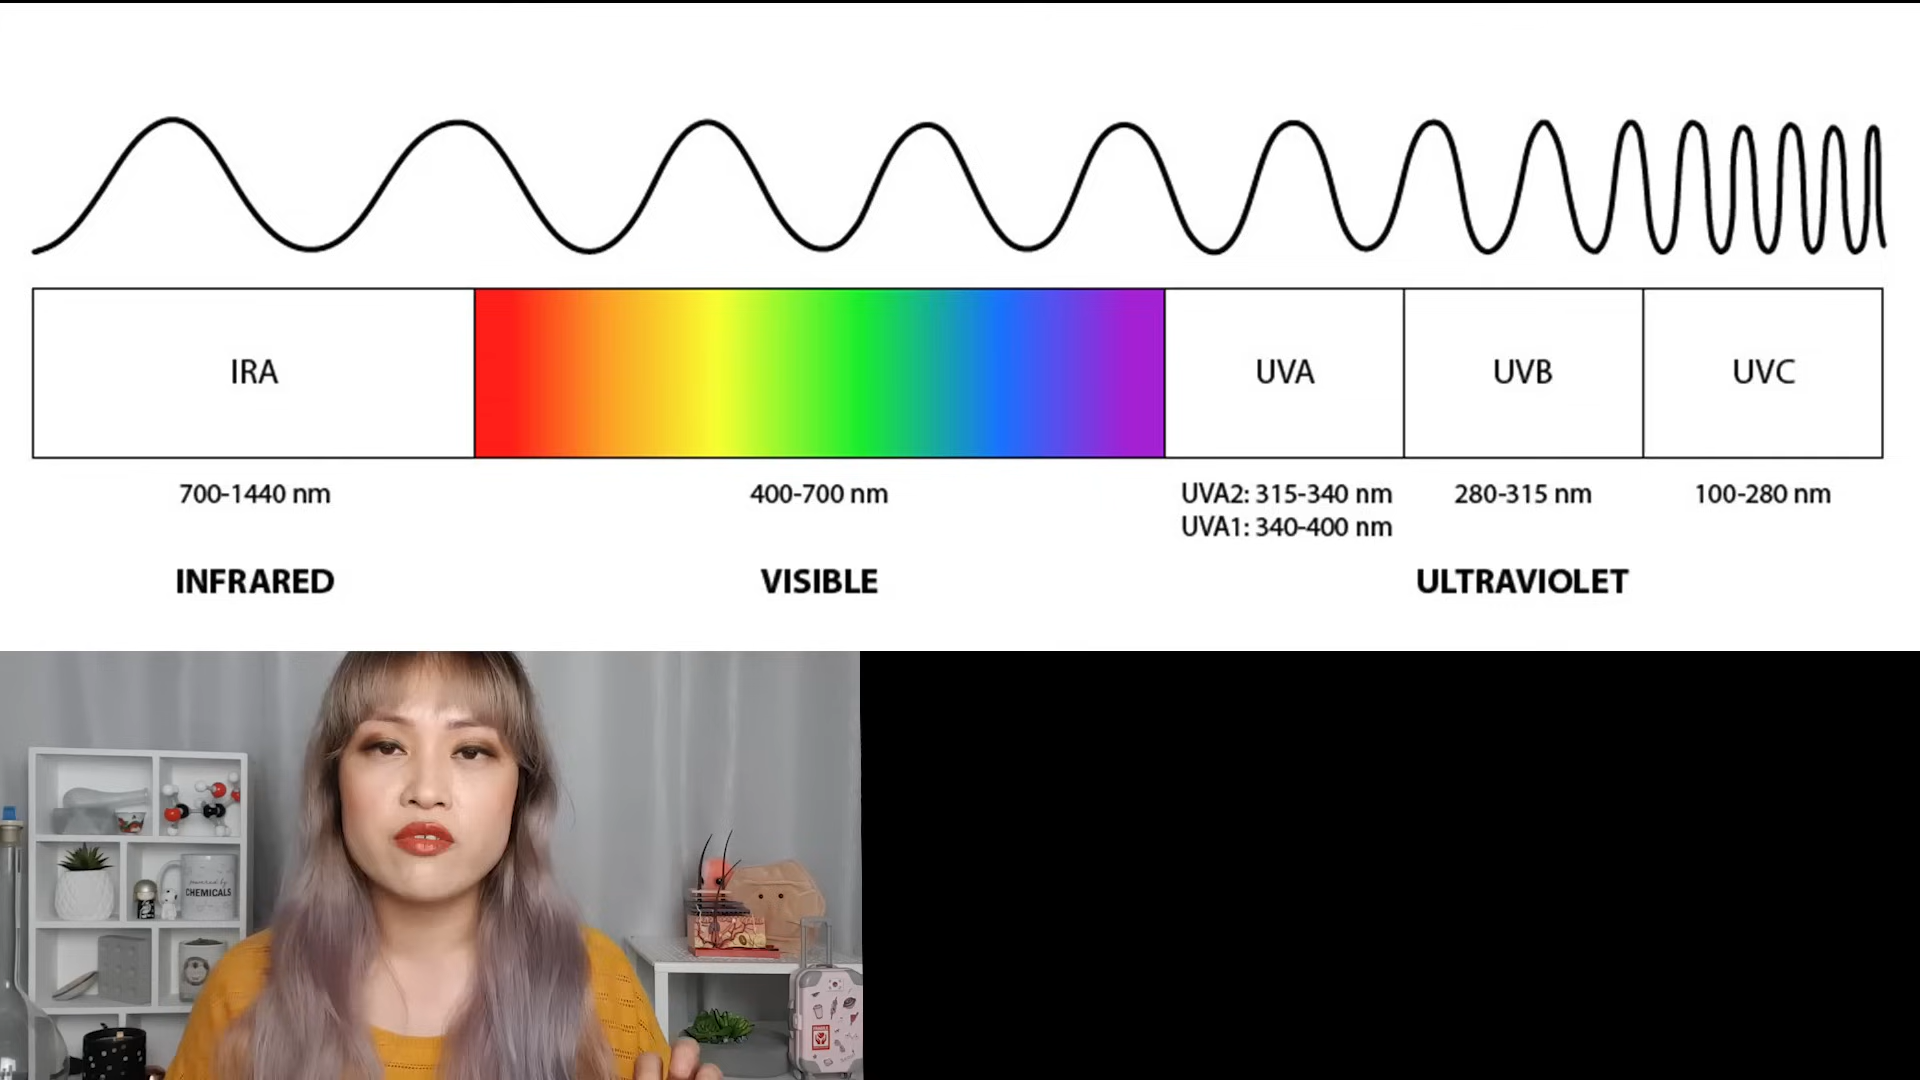 IRA
UVA
UVB
UVC
700-1440 nm
400-700 nm
UVA2: 315-340 nm
UVA1: 340-400 nm
280-315 nm
100-280 nm
INFRARED
VISIBLE
ULTRAVIOLET
CHEMICALS